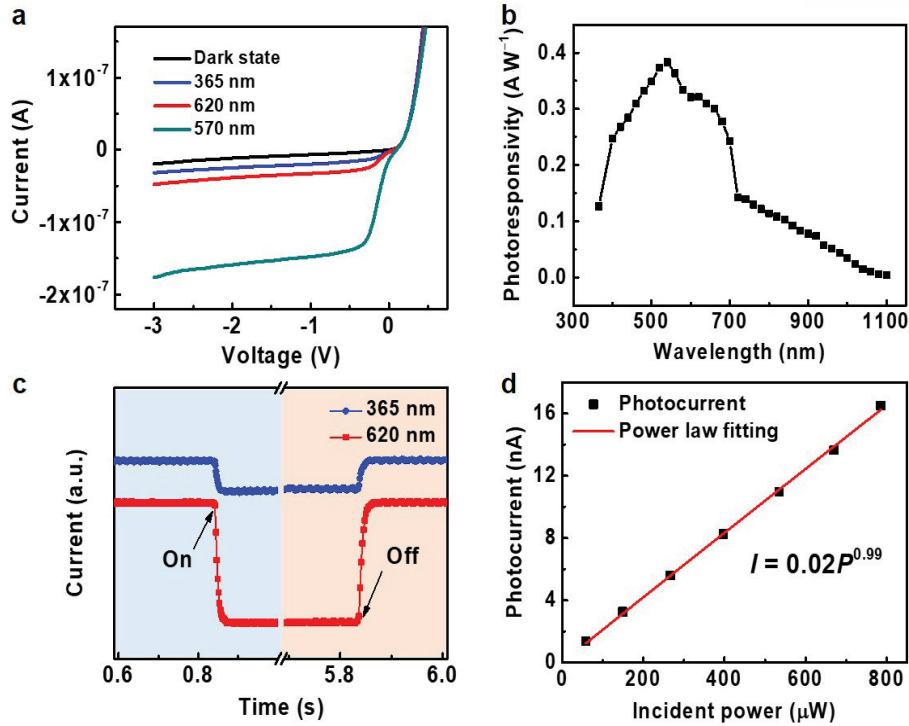 a
Dark state
365 nm
620 nm
570 nm
1x10⁻⁷
0
-1x10⁻⁷
-2x10⁻⁷
Current (A)
-3 -2 -1 0
Voltage (V)
b
0.4
0.3
0.2
0.1
0.0
Photoresponsivity (A W⁻¹)
300 500 700 900 1100
Wavelength (nm)
c
365 nm
620 nm
On
Off
Current (a.u.)
0.6 0.8 5.8 6.0
Time (s)
d
Photocurrent
Power law fitting
16
12
8
4
0
Photocurrent (nA)
I = 0.02P⁰·⁹⁹
0 200 400 600 800
Incident power (μW)